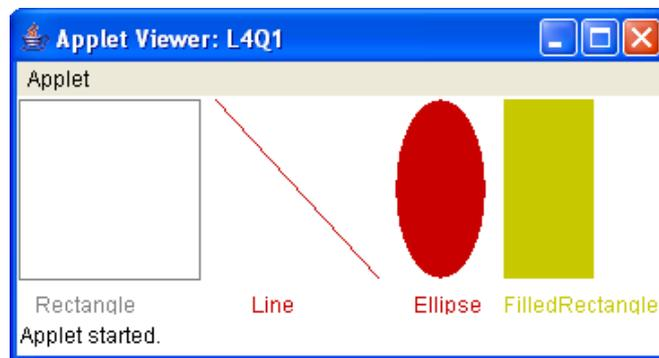 Applet Viewer: L4Q1
Applet
Rectangle Line Ellipse FilledRectangle
Applet started.